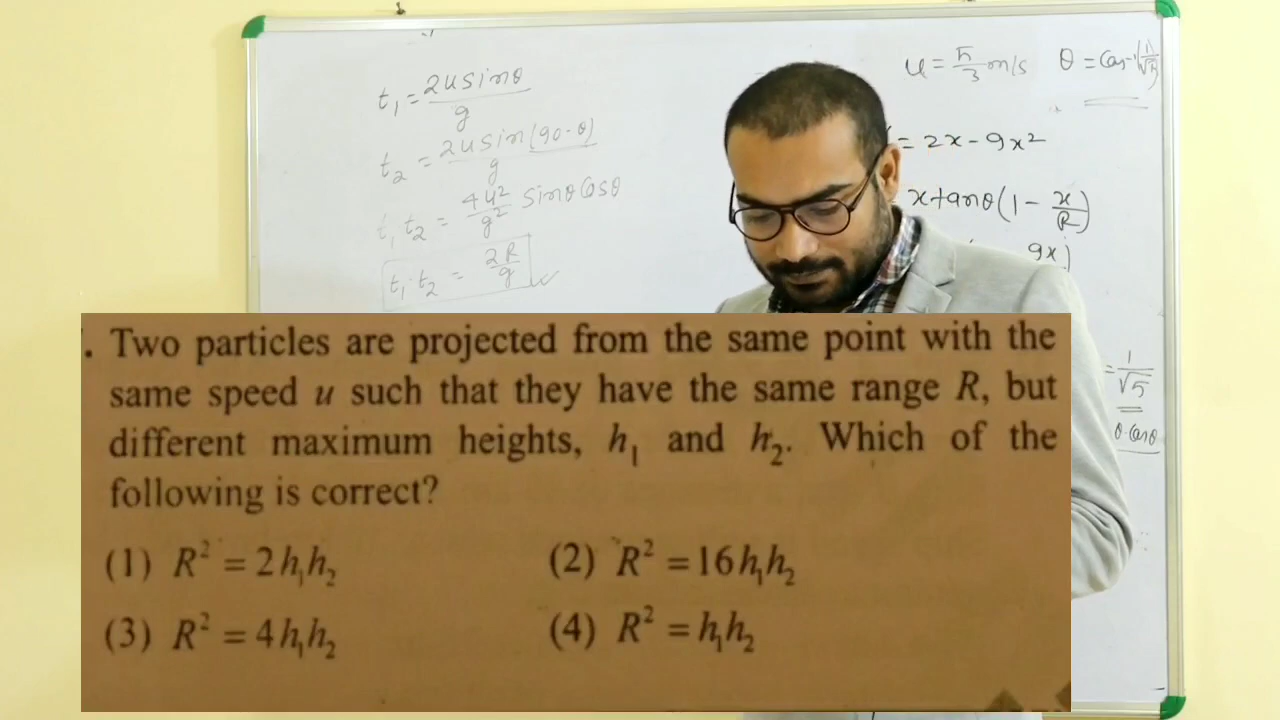 t₁ = 2u sinθ / g
t₂ = 2u sin(90-θ) / g
t₁ t₂ = 4u² / g² sinθ cosθ
t₁·t₂ = 2R / g
θ = Cos⁻¹(1/√5)
= 2x - 9x²
x tanθ(1 - x/R)
9x)
= 1/√5
θ·cosθ
. Two particles are projected from the same point with the
same speed u such that they have the same range R, but
different maximum heights, h₁ and h₂. Which of the
following is correct?
(1) R² = 2h₁h₂ (2) R² = 16h₁h₂
(3) R² = 4h₁h₂ (4) R² = h₁h₂